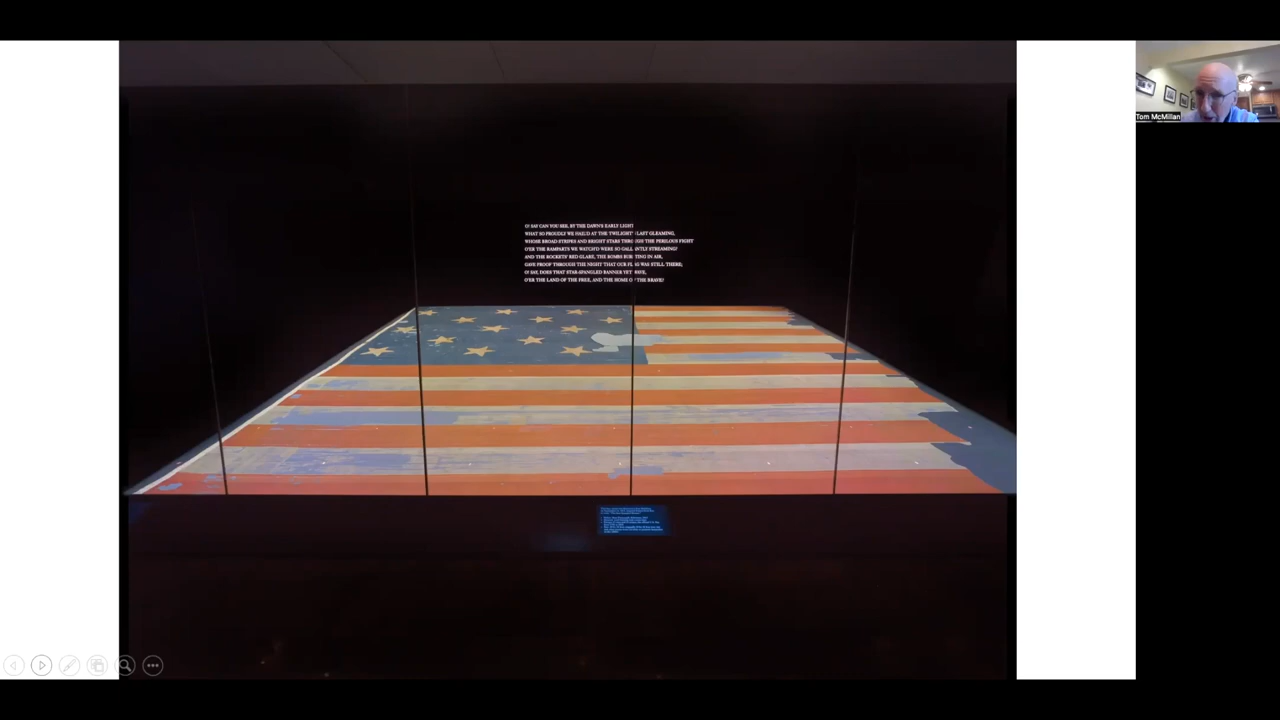 O! SAY CAN YOU SEE, BY THE DAWN'S EARLY LIGHT
WHAT SO PROUDLY WE HAIL'D AT THE TWILIGHT'S LAST GLEAMING,
WHOSE BROAD STRIPES AND BRIGHT STARS THROUGH THE PERILOUS FIGHT
O'ER THE RAMPARTS WE WATCH'D WERE SO GALLANTLY STREAMING?
AND THE ROCKETS' RED GLARE, THE BOMBS BURSTING IN AIR,
GAVE PROOF THROUGH THE NIGHT THAT OUR FLAG WAS STILL THERE;
O! SAY, DOES THAT STAR-SPANGLED BANNER YET WAVE,
O'ER THE LAND OF THE FREE, AND THE HOME OF THE BRAVE?
Tom McMillan